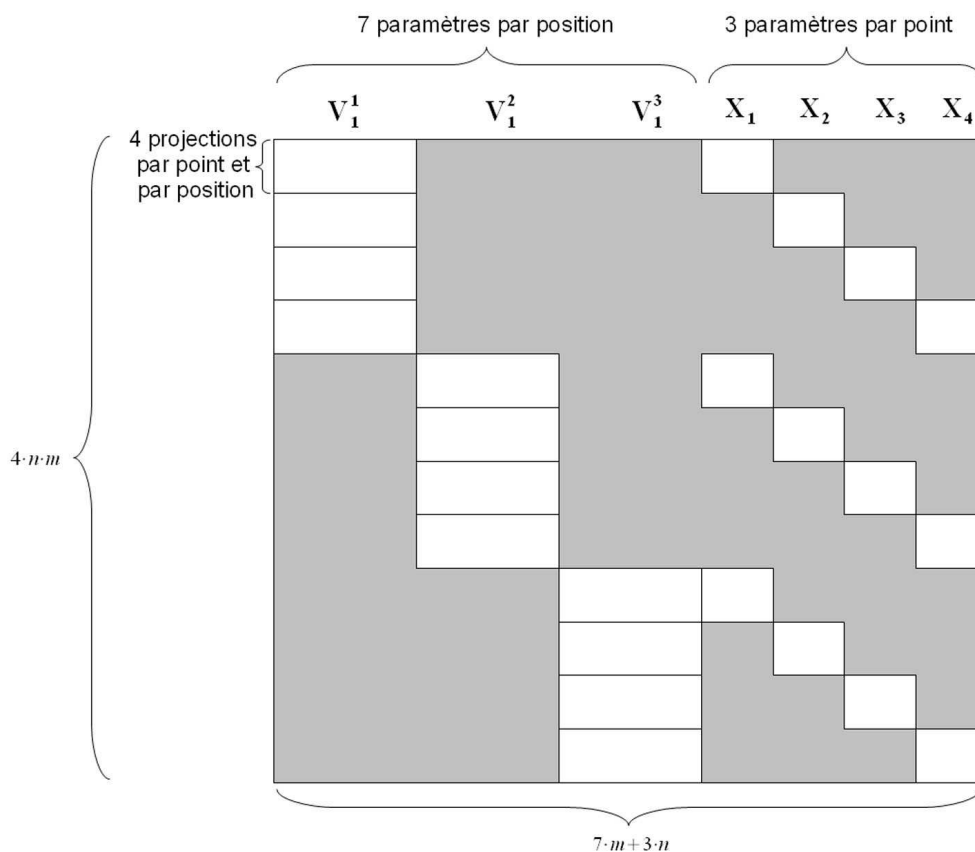 7 paramètres par position
3 paramètres par point
V₁¹ V₁² V₁³ X₁ X₂ X₃ X₄
4 projections
par point et
par position
4·n·m
7·m+3·n